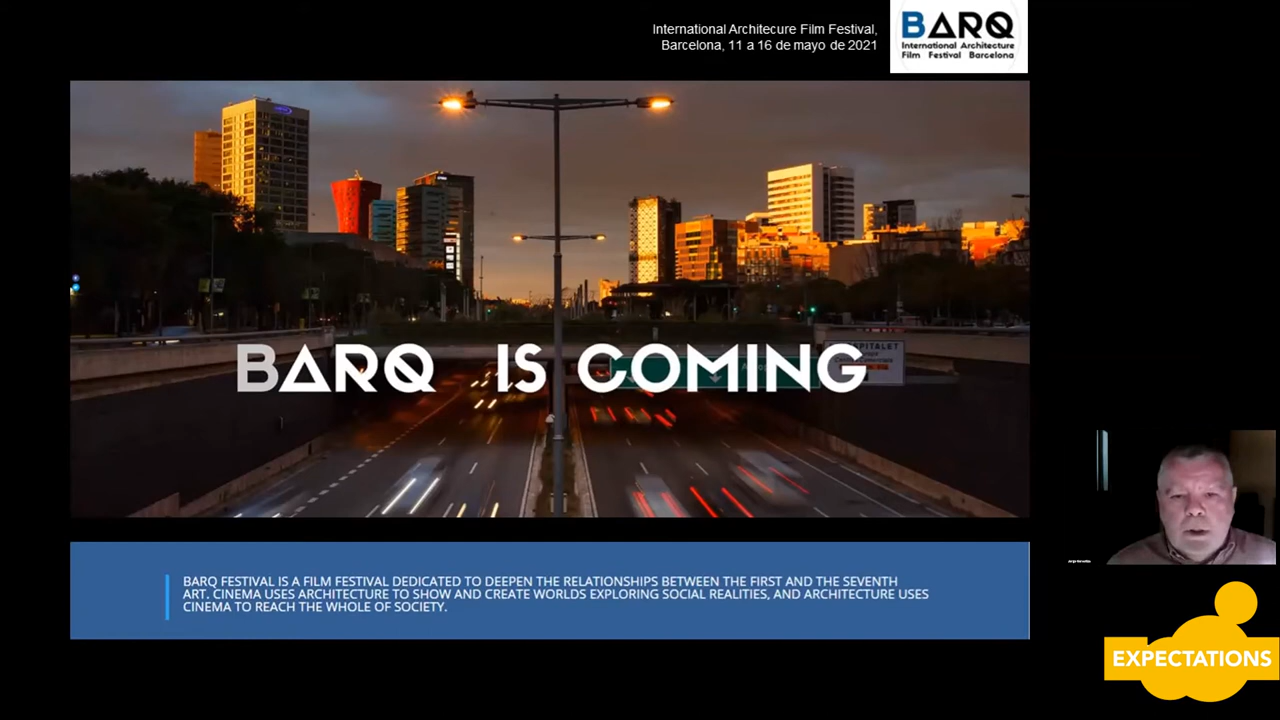 International Architecure Film Festival,
Barcelona, 11 a 16 de mayo de 2021
BARQ
International Architecture
Film Festival Barcelona
BARQ IS COMING
BARQ FESTIVAL IS A FILM FESTIVAL DEDICATED TO DEEPEN THE RELATIONSHIPS BETWEEN THE FIRST AND THE SEVENTH
ART. CINEMA USES ARCHITECTURE TO SHOW AND CREATE WORLDS EXPLORING SOCIAL REALITIES, AND ARCHITECTURE USES
CINEMA TO REACH THE WHOLE OF SOCIETY.
EXPECTATIONS